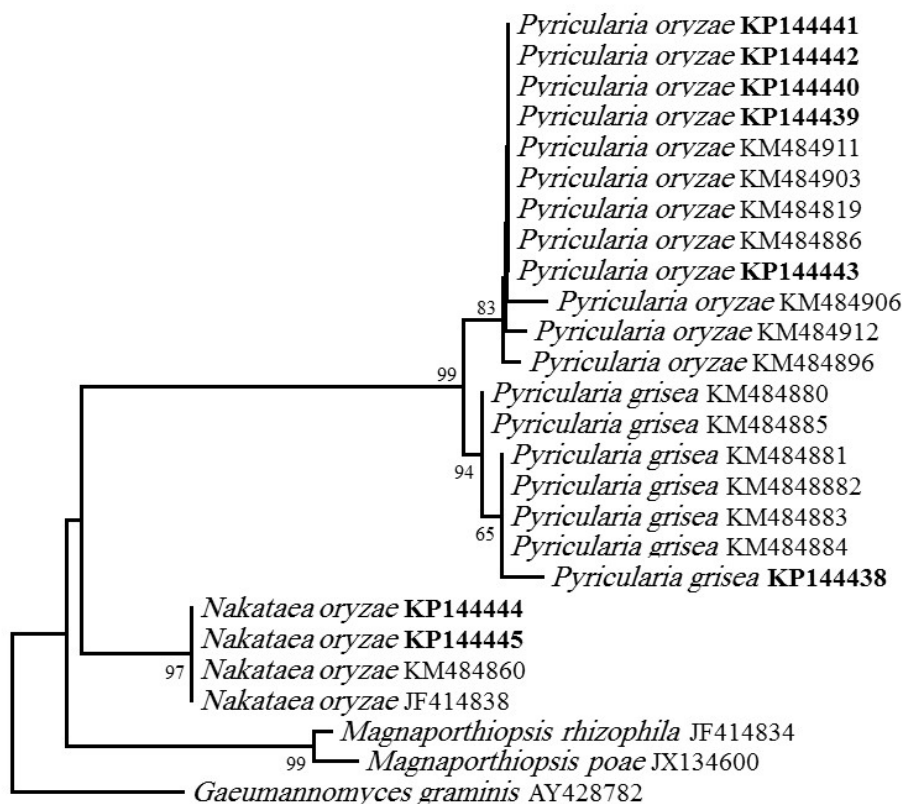 Pyricularia oryzae KP144441
Pyricularia oryzae KP144442
Pyricularia oryzae KP144440
Pyricularia oryzae KP144439
Pyricularia oryzae KM484911
Pyricularia oryzae KM484903
Pyricularia oryzae KM484819
Pyricularia oryzae KM484886
Pyricularia oryzae KP144443
83 Pyricularia oryzae KM484906
Pyricularia oryzae KM484912
Pyricularia oryzae KM484896
99
Pyricularia grisea KM484880
Pyricularia grisea KM484885
Pyricularia grisea KM484881
94
Pyricularia grisea KM4848882
Pyricularia grisea KM484883
65
Pyricularia grisea KM484884
Pyricularia grisea KP144438
Nakataea oryzae KP144444
Nakataea oryzae KP144445
97 Nakataea oryzae KM484860
Nakataea oryzae JF414838
Magnaporthiopsis rhizophila JF414834
99 Magnaporthiopsis poae JX134600
Gaeumannomyces graminis AY428782